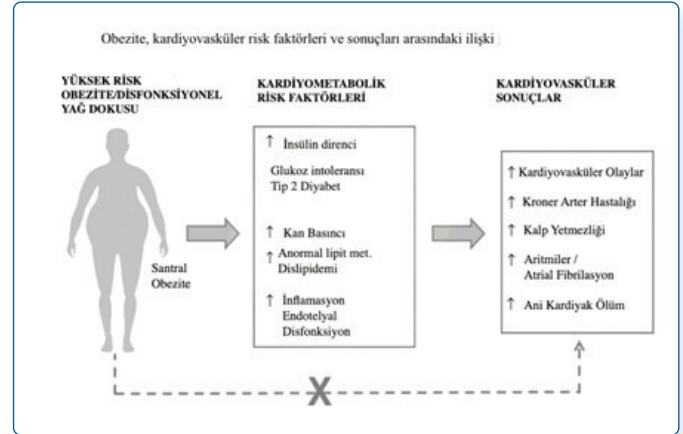 Obezite, kardiyovasküler risk faktörleri ve sonuçları arasındaki ilişki
YÜKSEK RİSK
OBEZİTE/DİSFONKSİYONEL
YAĞ DOKUSU
Santral
Obezite
KARDİYOMETABOLİK
RİSK FAKTÖRLERİ
↑ İnsülin direnci
Glukoz intoleransı
Tip 2 Diyabet
↑ Kan Basıncı
↑ Anormal lipit met.
Dislipidemi
↑ İnflamasyon
Endotelyal
Disfonksiyon
KARDİYOVASKÜLER
SONUÇLAR
↑ Kardiyovasküler Olaylar
↑ Kroner Arter Hastalığı
↑ Kalp Yetmezliği
↑ Aritmiler /
Atrial Fibrilasyon
↑ Ani Kardiyak Ölüm
X